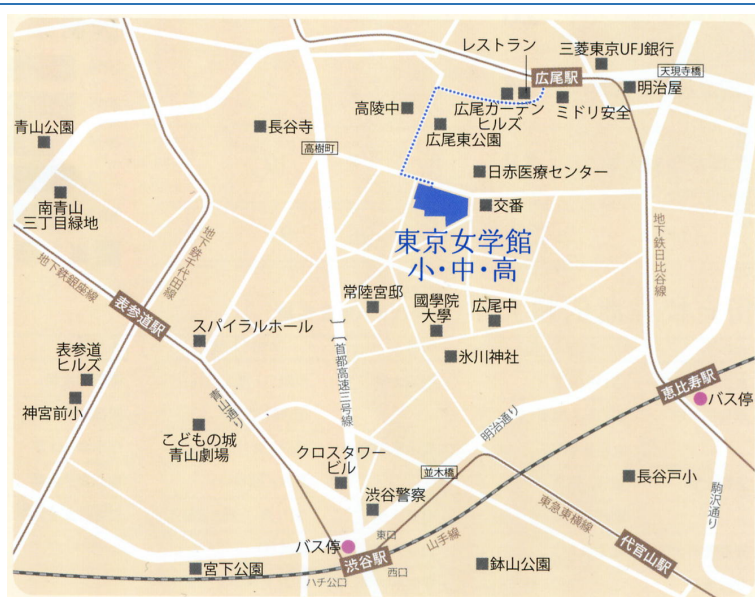 レストラン
三菱東京UFJ銀行
広尾駅
天現寺橋
明治屋
高陵中
広尾ガーデン
ヒルズ
ミドリ安全
青山公園
長谷寺
広尾東公園
高樹町
日赤医療センター
南青山
三丁目緑地
交番
地下鉄千代田線
地下鉄日比谷線
東京女学館
小・中・高
地下鉄銀座線
表参道駅
常陸宮邸
國學院
大學
広尾中
スパイラルホール
氷川神社
表参道
ヒルズ
首都高速三号線
恵比寿駅
バス停
神宮前小
青山通り
明治通り
こどもの城
青山劇場
クロスタワー
ビル
並木橋
長谷戸小
渋谷警察
駒沢通り
東急東横線
東口
山手線
代官山駅
バス停
渋谷駅
宮下公園
ハチ公口
西口
鉢山公園